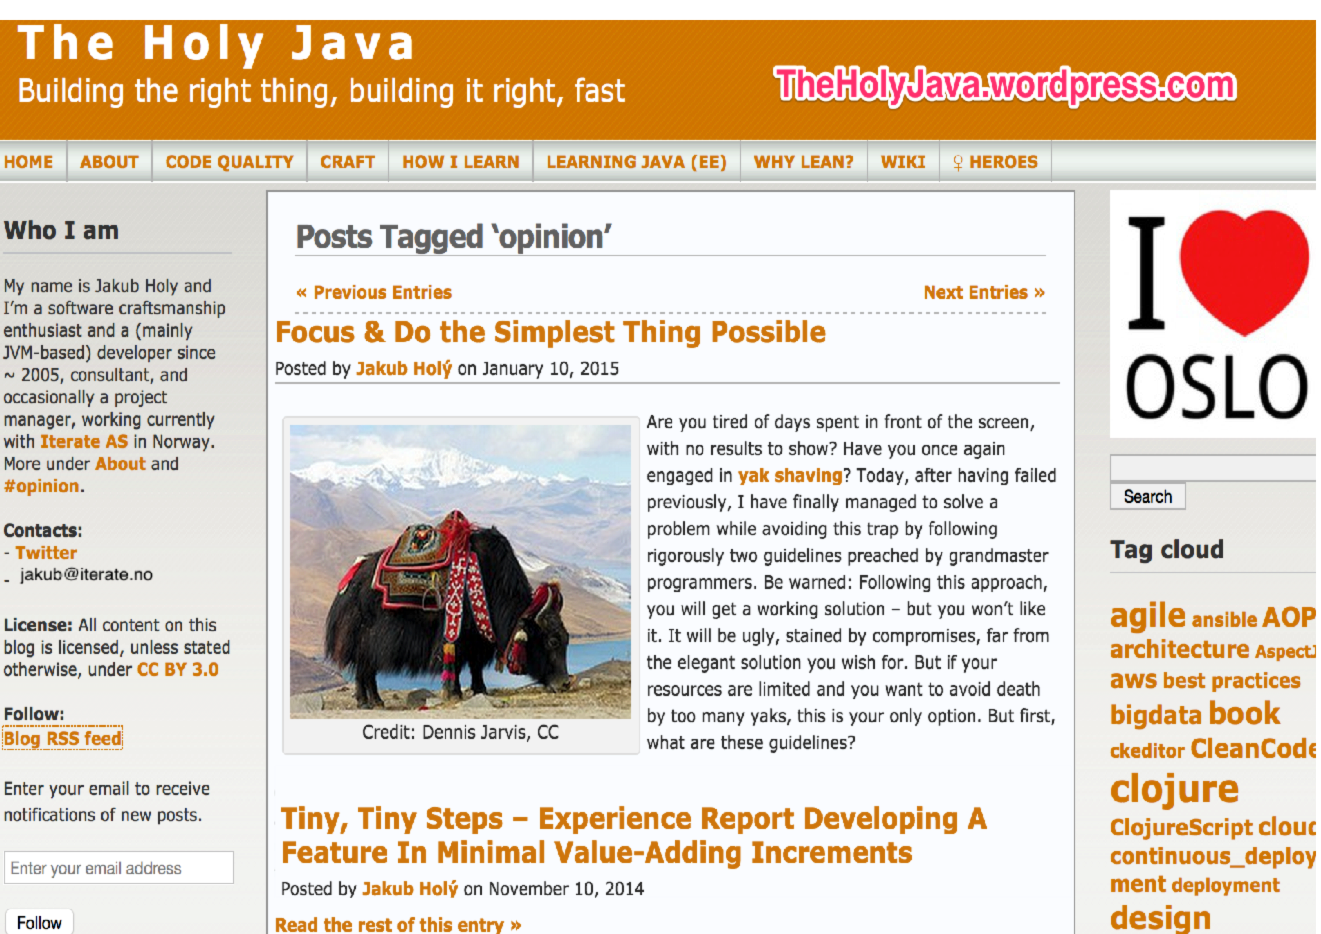 The Holy Java
Building the right thing, building it right, fast
TheHolyJava.wordpress.com
HOME ABOUT CODE QUALITY CRAFT HOW I LEARN LEARNING JAVA (EE) WHY LEAN? WIKI ♀ HEROES
Who I am
My name is Jakub Holy and
I'm a software craftsmanship
enthusiast and a (mainly
JVM-based) developer since
~ 2005, consultant, and
occasionally a project
manager, working currently
with Iterate AS in Norway.
More under About and
#opinion.
Contacts:
- Twitter
- jakub@iterate.no
License: All content on this
blog is licensed, unless stated
otherwise, under CC BY 3.0
Follow:
Blog RSS feed
Enter your email to receive
notifications of new posts.
Enter your email address
Follow
Posts Tagged ‘opinion’
« Previous Entries Next Entries »
Focus & Do the Simplest Thing Possible
Posted by Jakub Holý on January 10, 2015
Are you tired of days spent in front of the screen,
with no results to show? Have you once again
engaged in yak shaving? Today, after having failed
previously, I have finally managed to solve a
problem while avoiding this trap by following
rigorously two guidelines preached by grandmaster
programmers. Be warned: Following this approach,
you will get a working solution – but you won't like
it. It will be ugly, stained by compromises, far from
the elegant solution you wish for. But if your
resources are limited and you want to avoid death
by too many yaks, this is your only option. But first,
what are these guidelines?
Credit: Dennis Jarvis, CC
Tiny, Tiny Steps – Experience Report Developing A
Feature In Minimal Value-Adding Increments
Posted by Jakub Holý on November 10, 2014
Read the rest of this entry »
I
OSLO
Search
Tag cloud
agile ansible AOP
architecture AspectJ
aws best practices
bigdata book
ckeditor CleanCode
clojure
ClojureScript cloud
continuous_deploy
ment deployment
design